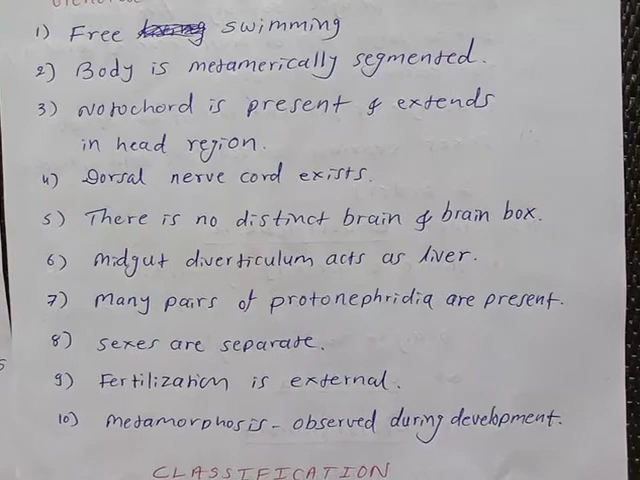 1) Free swimming
2) Body is metamerically segmented.
3) Notochord is present & extends
in head region.
4) Dorsal nerve cord exists.
5) There is no distinct brain & brain box.
6) Midgut diverticulum acts as liver.
7) Many pairs of protonephridia are present.
8) Sexes are separate.
9) Fertilization is external.
10) Metamorphosis - observed during development.
CLASSIFICATION